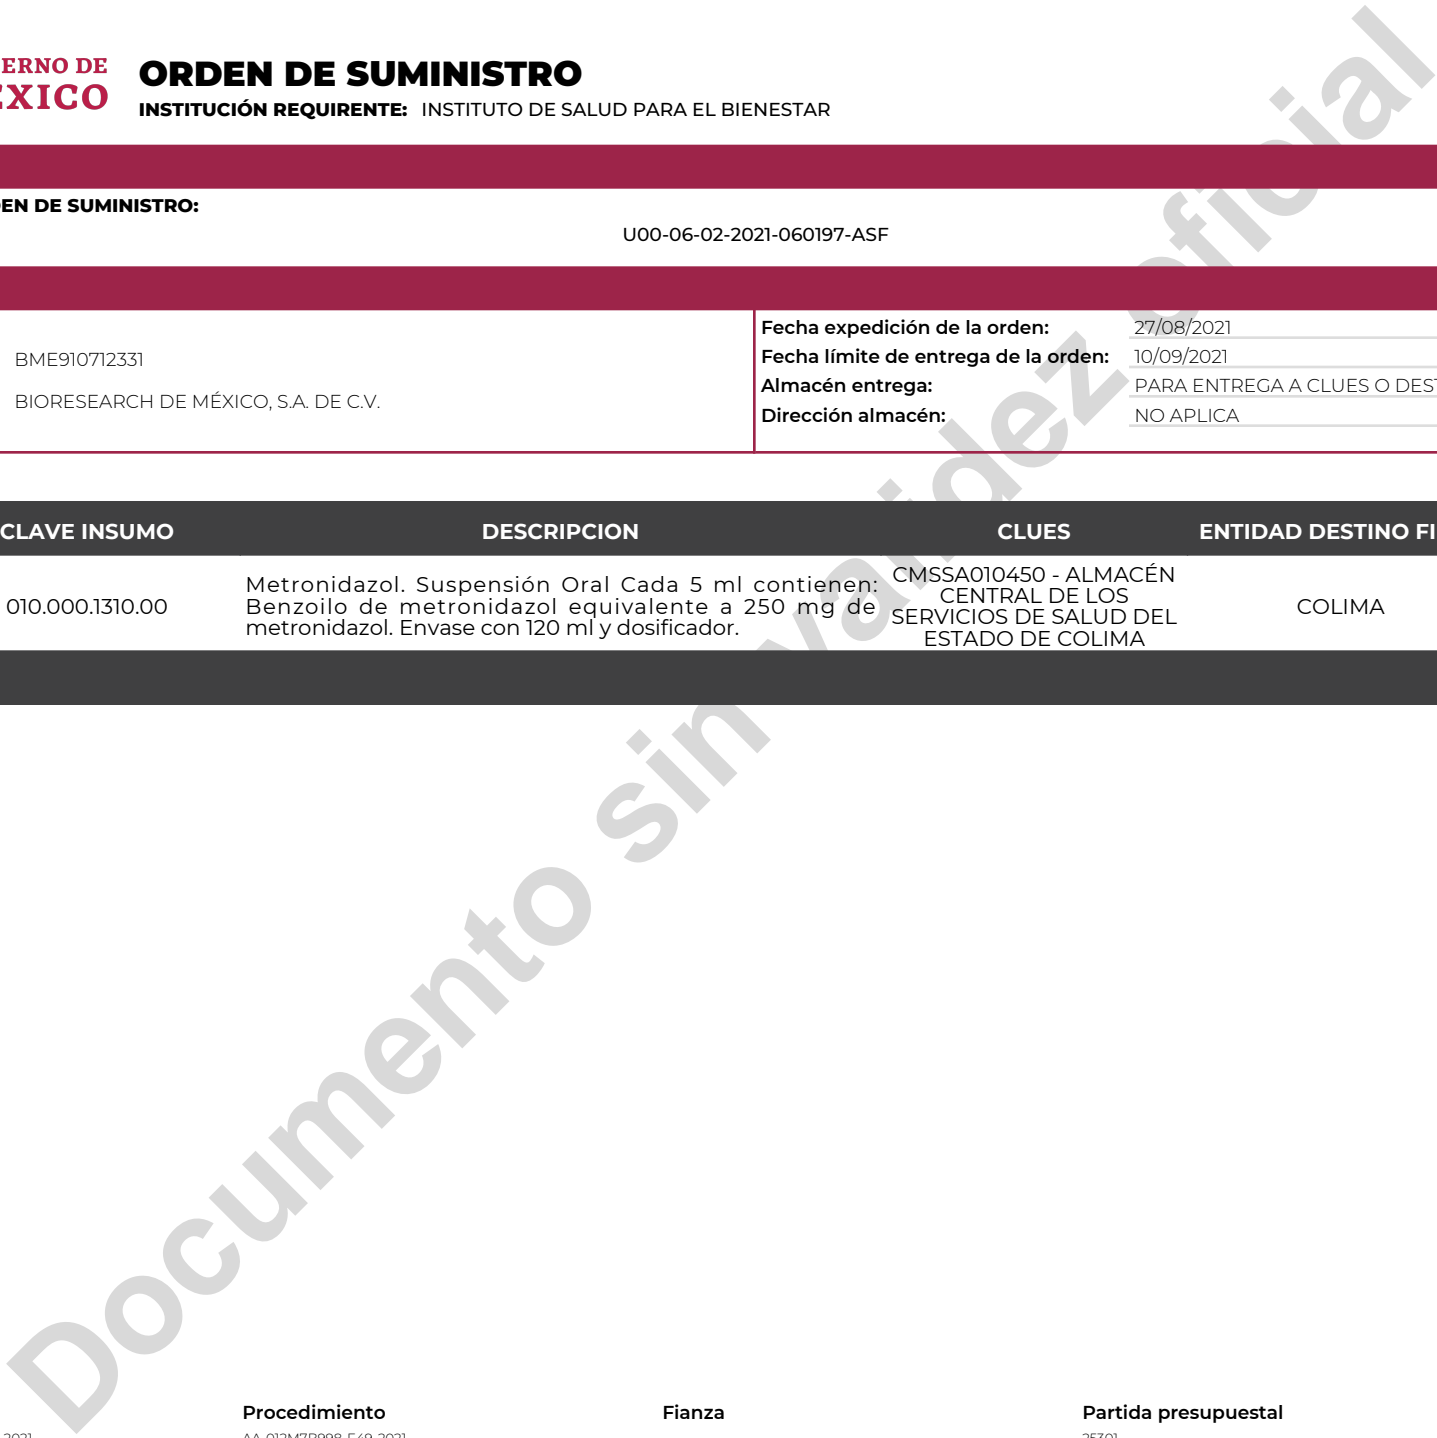 ERNO DE
ORDEN DE SUMINISTRO
EXICO
INSTITUCIÓN REQUIRENTE: INSTITUTO DE SALUD PARA EL BIENESTAR
EN DE SUMINISTRO:
U00-06-02-2021-060197-ASF
Fecha expedición de la orden: 27/08/2021
BME910712331
Fecha límite de entrega de la orden: 10/09/2021
Almacén entrega: PARA ENTREGA A CLUES O DEST
BIORESEARCH DE MÉXICO, S.A. DE C.V.
Dirección almacén: NO APLICA
CLAVE INSUMO DESCRIPCION CLUES ENTIDAD DESTINO FI
010.000.1310.00
Metronidazol. Suspensión Oral Cada 5 ml contienen:
Benzoilo de metronidazol equivalente a 250 mg de
metronidazol. Envase con 120 ml y dosificador.
CMSSA010450 - ALMACÉN
CENTRAL DE LOS
SERVICIOS DE SALUD DEL
ESTADO DE COLIMA
COLIMA
Documento sin validez oficial
Procedimiento Fianza Partida presupuestal